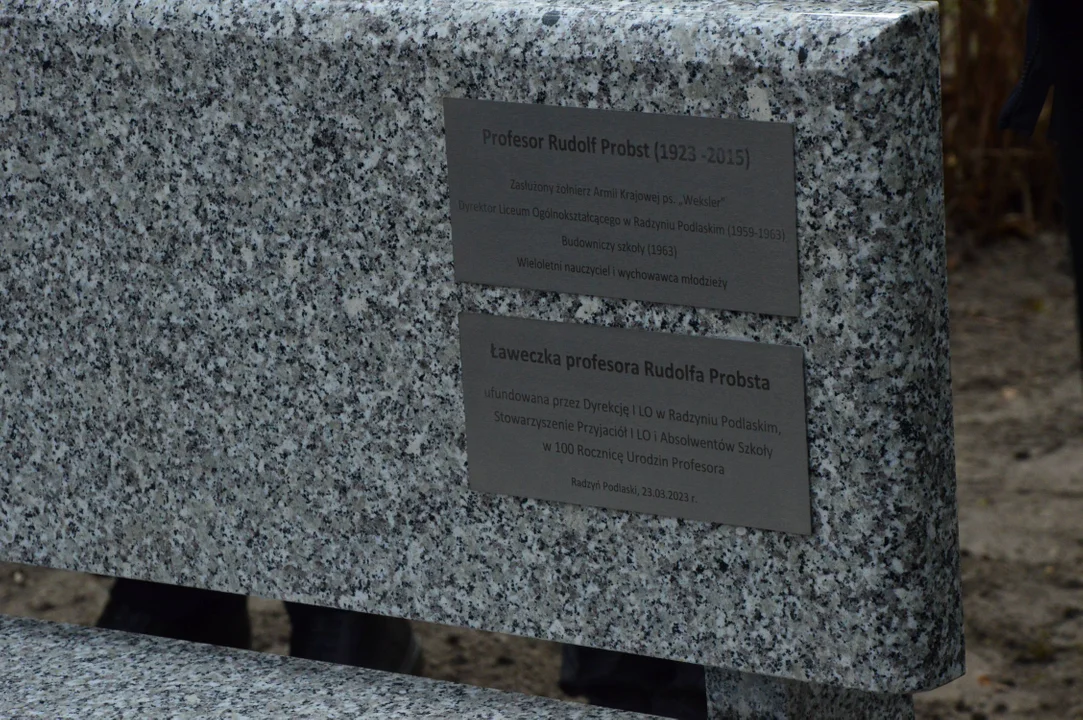 Profesor Rudolf Probst (1923 -2015)
Zasłużony żołnierz Armii Krajowej ps. „Weksler”
Dyrektor Liceum Ogólnokształcącego w Radzyniu Podlaskim (1959-1963)
Budowniczy szkoły (1963)
Wieloletni nauczyciel i wychowawca młodzieży
Ławeczka profesora Rudolfa Probsta
ufundowana przez Dyrekcję I LO w Radzyniu Podlaskim,
Stowarzyszenie Przyjaciół I LO i Absolwentów Szkoły
w 100 Rocznicę Urodzin Profesora
Radzyń Podlaski, 23.03.2023 r.